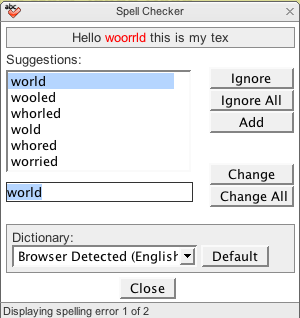 abc
Spell Checker
Hello woorrld this is my tex
Suggestions:
world
wooled
whorled
wold
whored
worried
world
Ignore
Ignore All
Add
Change
Change All
Dictionary:
Browser Detected (English
Default
Close
Displaying spelling error 1 of 2